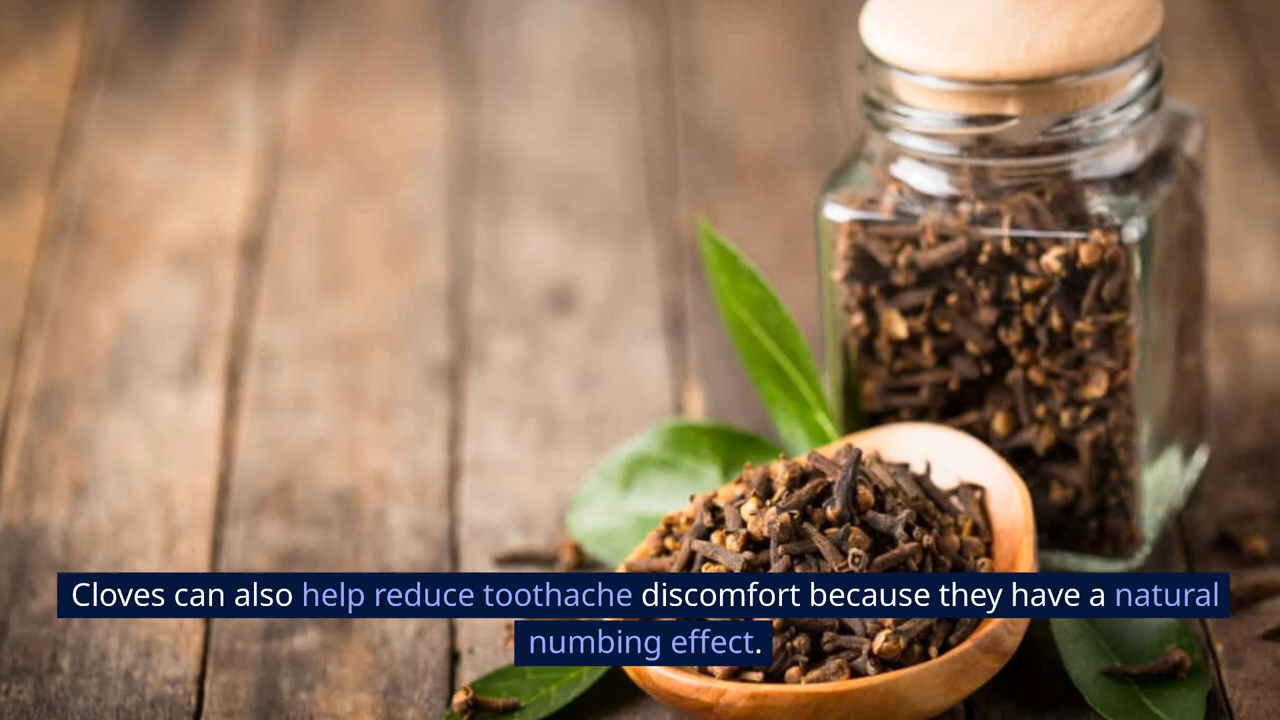 Cloves can also help reduce toothache discomfort because they have a natural
numbing effect.